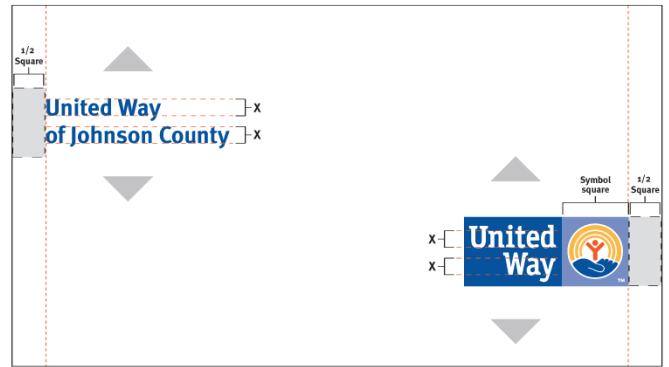 1/2
Square
United Way
X
of Johnson County
X
Symbol
square
1/2
Square
X
United
X
Way
TM